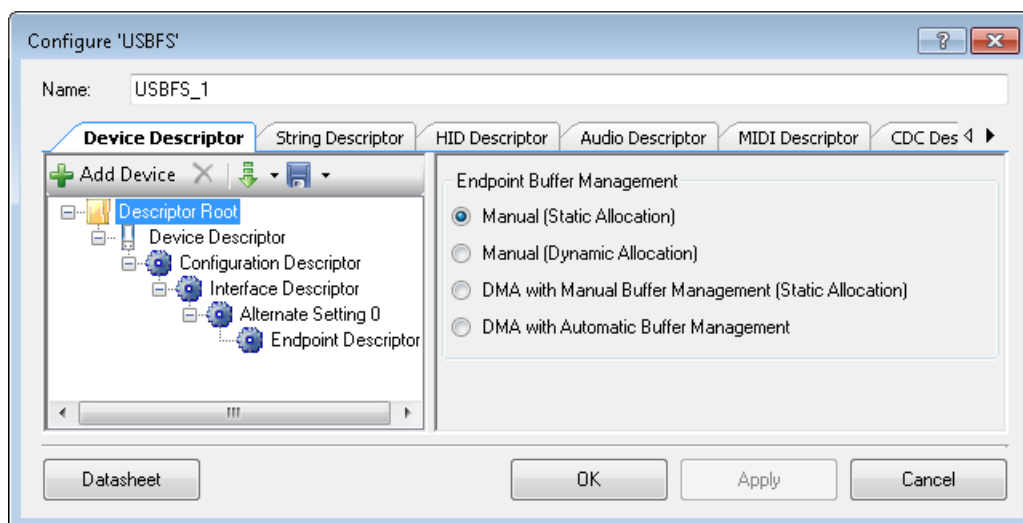 Configure 'USBFS'
Name: USBFS_1
Device Descriptor String Descriptor HID Descriptor Audio Descriptor MIDI Descriptor CDC Des
Add Device
Descriptor Root
Device Descriptor
Configuration Descriptor
Interface Descriptor
Alternate Setting 0
Endpoint Descriptor
Endpoint Buffer Management
Manual (Static Allocation)
Manual (Dynamic Allocation)
DMA with Manual Buffer Management (Static Allocation)
DMA with Automatic Buffer Management
Datasheet OK Apply Cancel